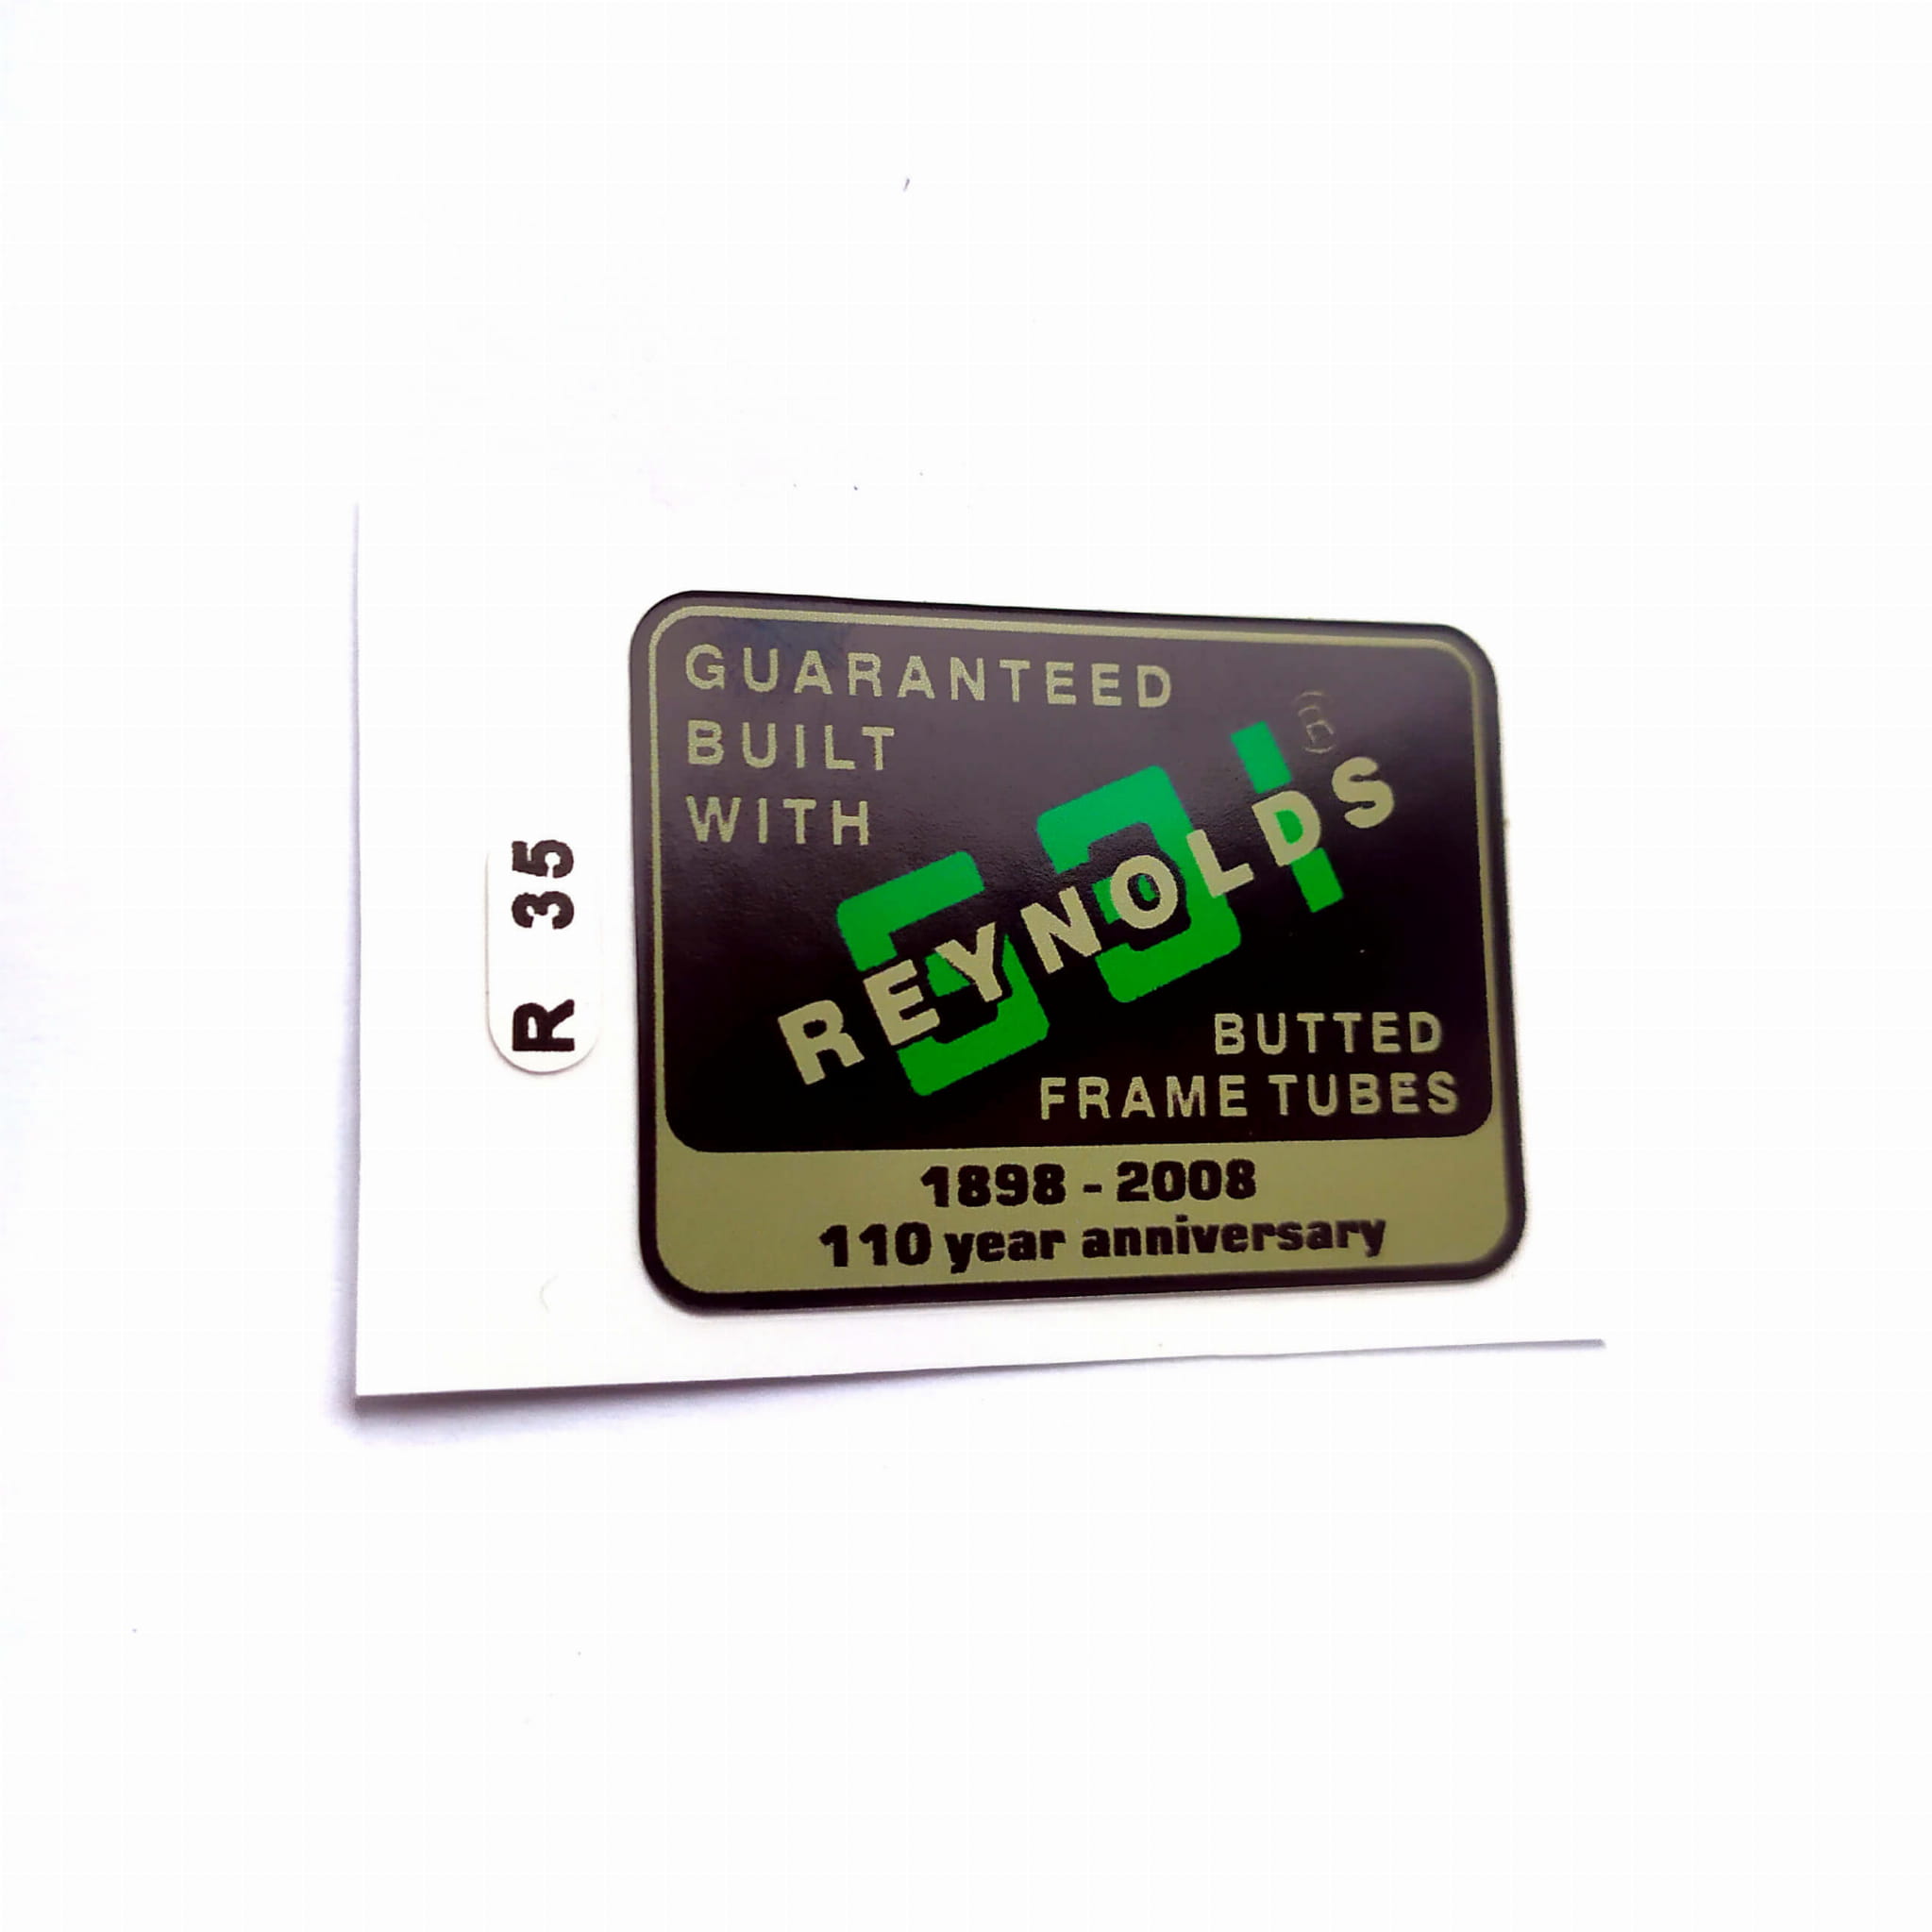 GUARANTEED
BUILT
WITH
531
REYNOLDS ®
BUTTED
FRAME TUBES
1898 - 2008
110 year anniversary
R 35